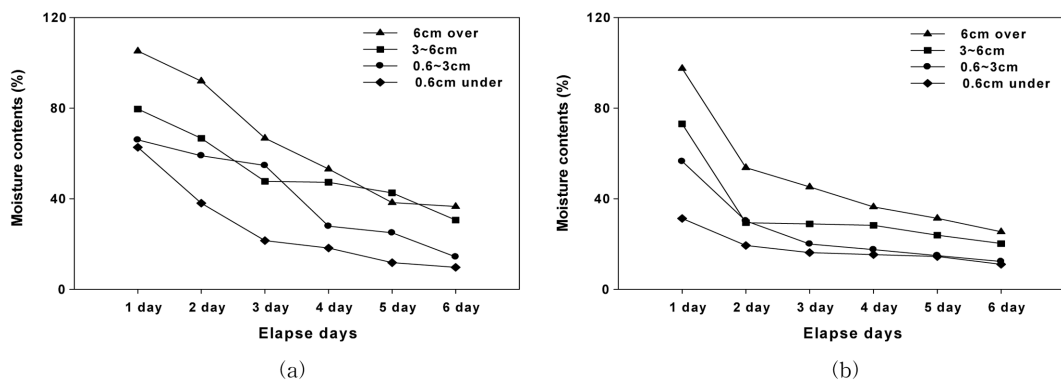 120
80
40
0
Moisture contents (%)
6cm over
3~6cm
0.6~3cm
0.6cm under
1 day 2 day 3 day 4 day 5 day 6 day
Elapse days
(a)
120
80
40
0
Moisture contents (%)
6cm over
3~6cm
0.6~3cm
0.6cm under
1 day 2 day 3 day 4 day 5 day 6 day
Elapse days
(b)